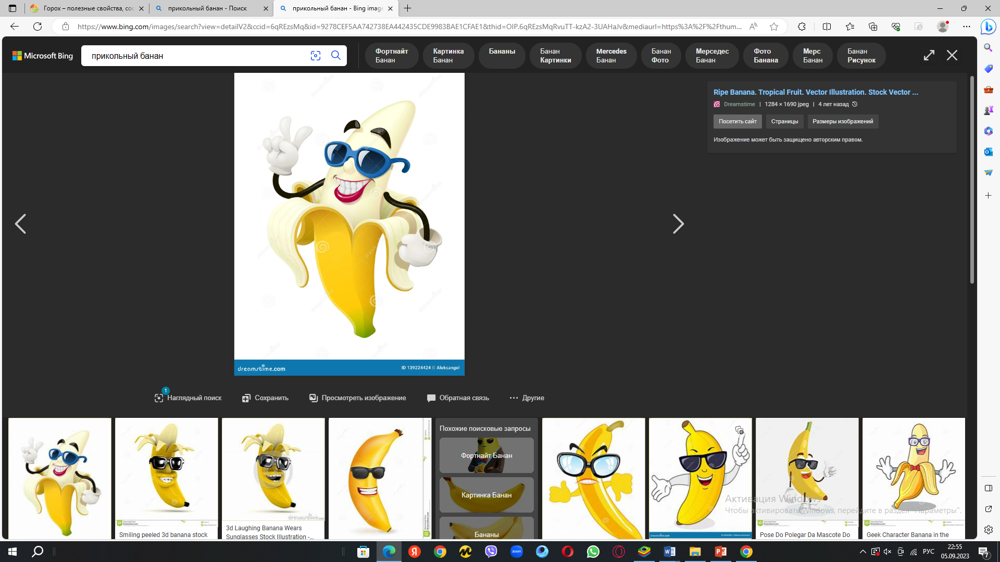 Горох – полезные свойства, сос
прикольный банан - Поиск
прикольный банан - Bing image
https://www.bing.com/images/search?view=detailV2&ccid=6qREzsMq&id=9278CEF5AA742738EA442435CDE9983BAE1CFAE1&thid=OIP.6qREzsMqRvuTT-kzA2-3UAHaJv&mediaurl=https%3A%2F%2Fthum...
Microsoft Bing
прикольный банан
Фортнайт
Банан
Картинка
Банан
Бананы
Банан
Картинки
Mercedes
Банан
Банан
Фото
Мерседес
Банан
Фото
Банана
Мерс
Банан
Банан
Рисунок
Ripe Banana. Tropical Fruit. Vector Illustration. Stock Vector ...
Dreamstime | 1284 × 1690 jpeg | 4 лет назад
Посетить сайт
Страницы
Размеры изображений
Изображение может быть защищено авторским правом.
dreamstime.com
ID 139224424 © Aleksangel
1
Наглядный поиск
Сохранить
Просмотреть изображение
Обратная связь
Другие
Smiling peeled 3d banana stock
dreamstime.com
3d Laughing Banana Wears
Sunglasses Stock Illustration -...
Похожие поисковые запросы
Фортнайт Банан
Картинка Банан
Бананы
Pose Do Polegar Da Mascote Do
Geek Character Banana in the
Активация Windows
Чтобы активировать Windows, перейдите в раздел "Параметры".
zoom
РУС
22:55
05.09.2023
7